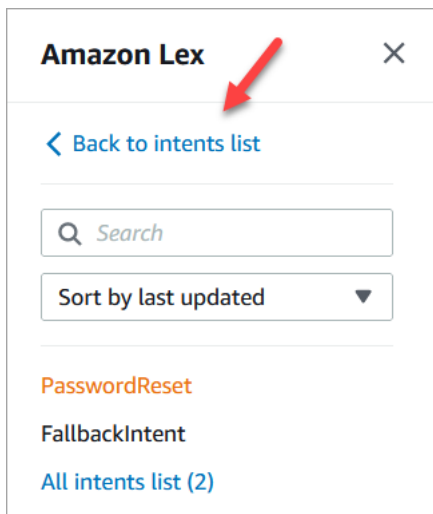 Amazon Lex
Back to intents list
Search
Sort by last updated
PasswordReset
FallbackIntent
All intents list (2)